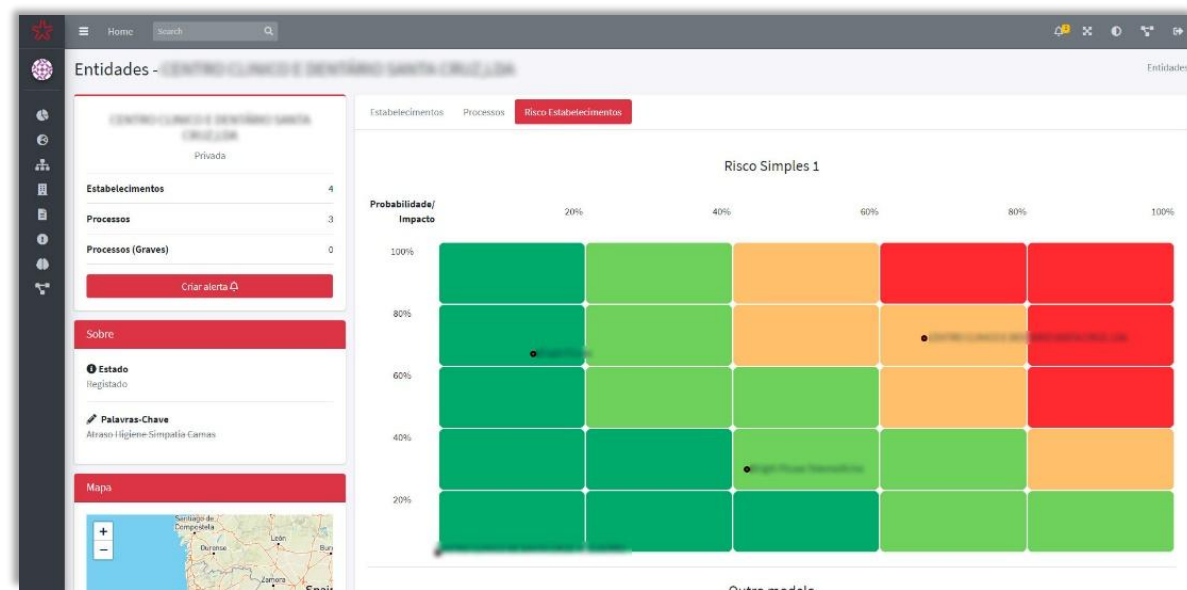 Home
Search
Entidades -
Entidades
Privada
Estabelecimentos 4
Processos 3
Processos (Graves) 0
Criar alerta
Sobre
Estado
Registado
Palavras-Chave
Atraso Higiene Simpatia Camas
Mapa
+
−
Santiago de
Compostela
León
Ourense
Zamora
Estabelecimentos Processos Risco Estabelecimentos
Risco Simples 1
Probabilidade/
Impacto
20% 40% 60% 80% 100%
100%
80%
60%
40%
20%
Outro modelo